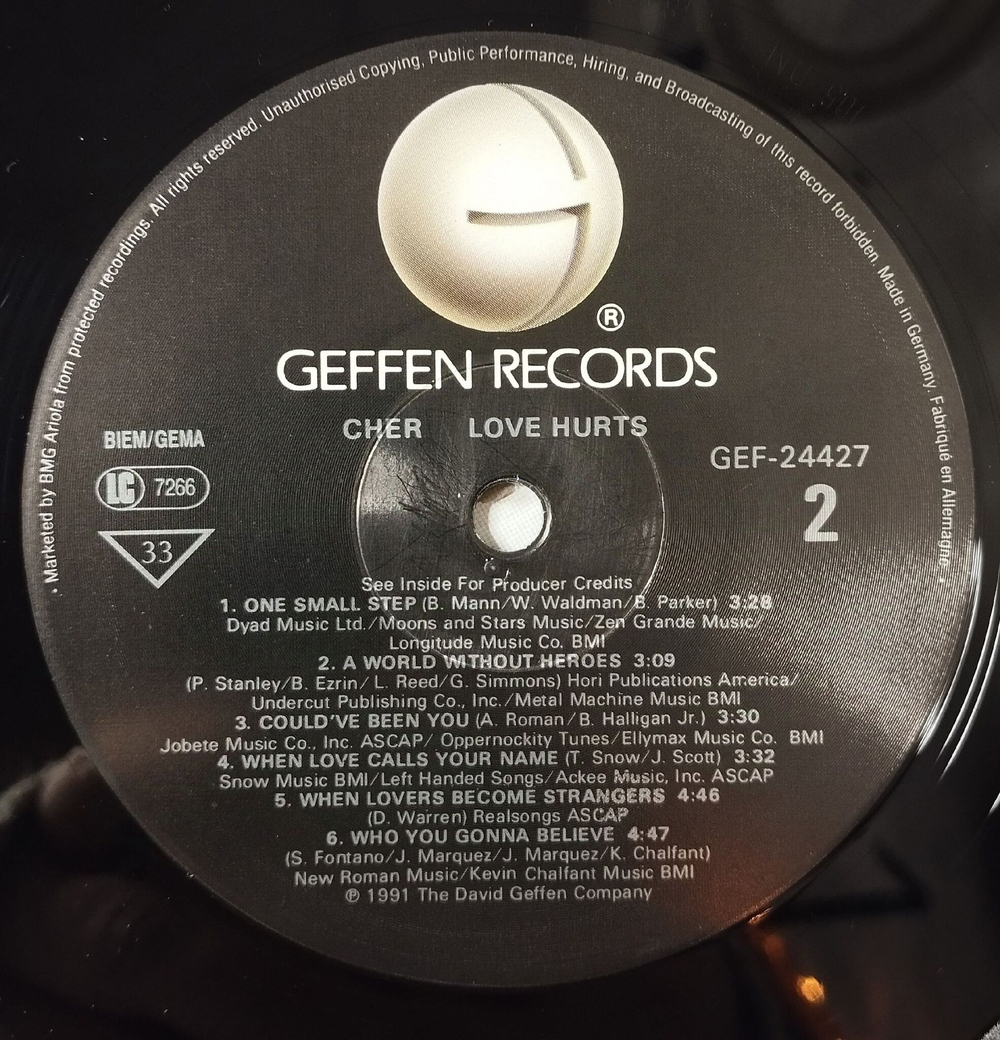 • Marketed by BMG Ariola from protected recordings. All rights reserved. Unauthorised Copying, Public Performance, Hiring, and Broadcasting of this record forbidden. Made in Germany. Fabriqué en Allemagne •
®
GEFFEN RECORDS
CHER LOVE HURTS
BIEM/GEMA
GEF-24427
LC 7266
2
33
See Inside For Producer Credits
1. ONE SMALL STEP (B. Mann/W. Waldman/B. Parker) 3:28
Dyad Music Ltd./Moons and Stars Music/Zen Grande Music/
Longitude Music Co. BMI
2. A WORLD WITHOUT HEROES 3:09
(P. Stanley/B. Ezrin/L. Reed/G. Simmons) Hori Publications America/
Undercut Publishing Co., Inc./Metal Machine Music BMI
3. COULD'VE BEEN YOU (A. Roman/B. Halligan Jr.) 3:30
Jobete Music Co., Inc. ASCAP/ Oppernockity Tunes/Ellymax Music Co. BMI
4. WHEN LOVE CALLS YOUR NAME (T. Snow/J. Scott) 3:32
Snow Music BMI/Left Handed Songs/Ackee Music, Inc. ASCAP
5. WHEN LOVERS BECOME STRANGERS 4:46
(D. Warren) Realsongs ASCAP
6. WHO YOU GONNA BELIEVE 4:47
(S. Fontano/J. Marquez/J. Marquez/K. Chalfant)
New Roman Music/Kevin Chalfant Music BMI
℗ 1991 The David Geffen Company